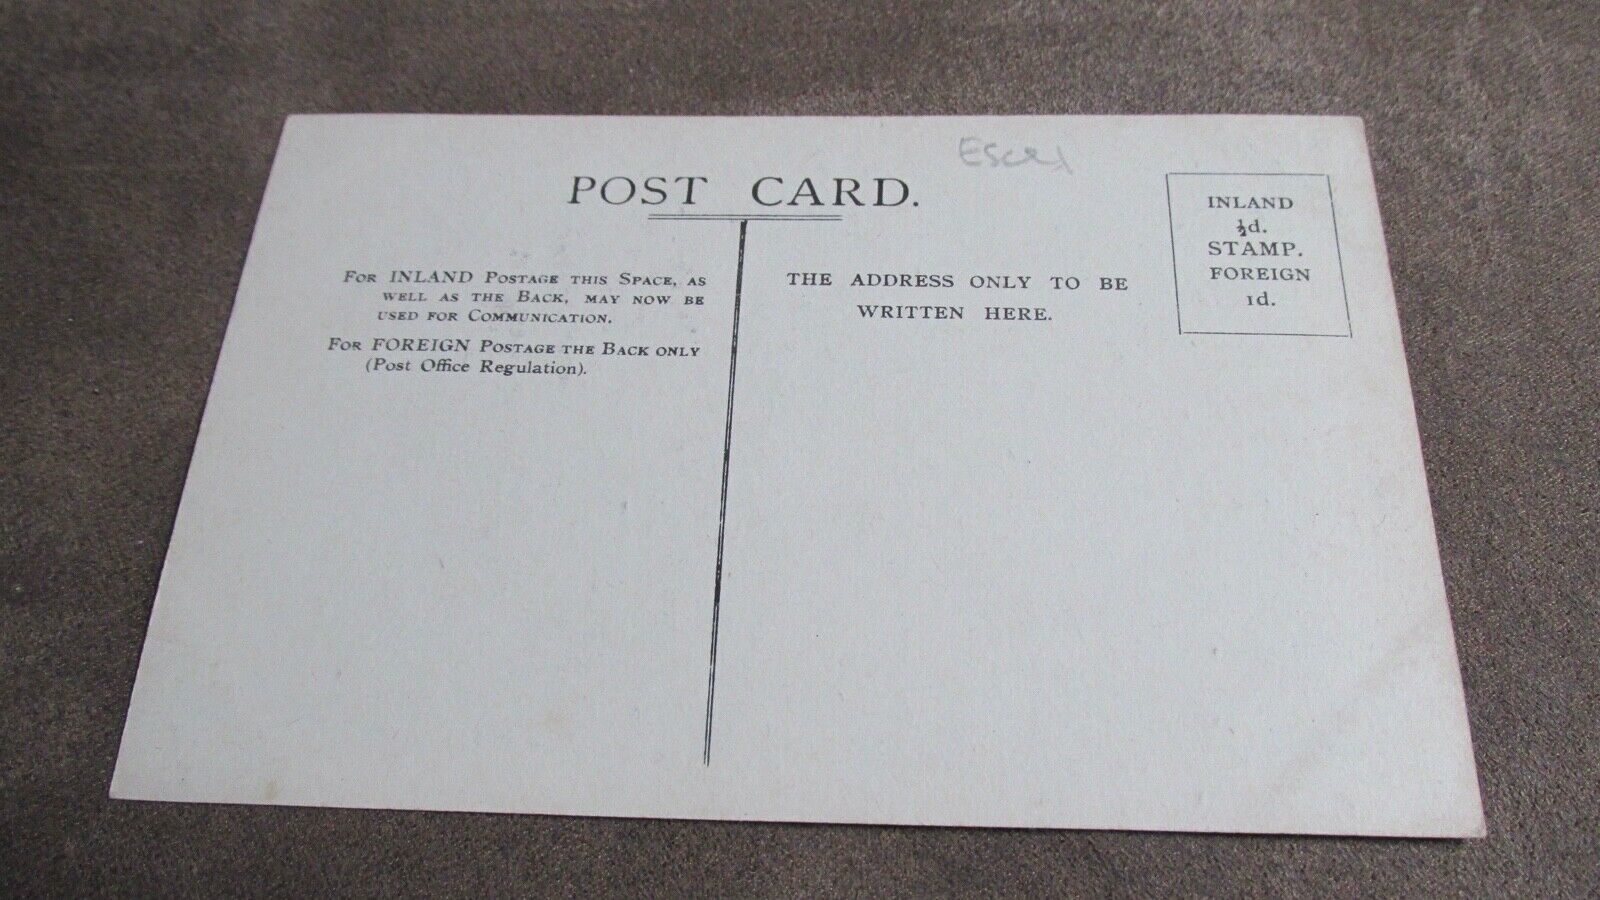 POST CARD.
INLAND
½d.
STAMP.
FOREIGN
1d.
FOR INLAND POSTAGE THIS SPACE, AS
WELL AS THE BACK, MAY NOW BE
USED FOR COMMUNICATION.
FOR FOREIGN POSTAGE THE BACK ONLY
(Post Office Regulation).
THE ADDRESS ONLY TO BE
WRITTEN HERE.